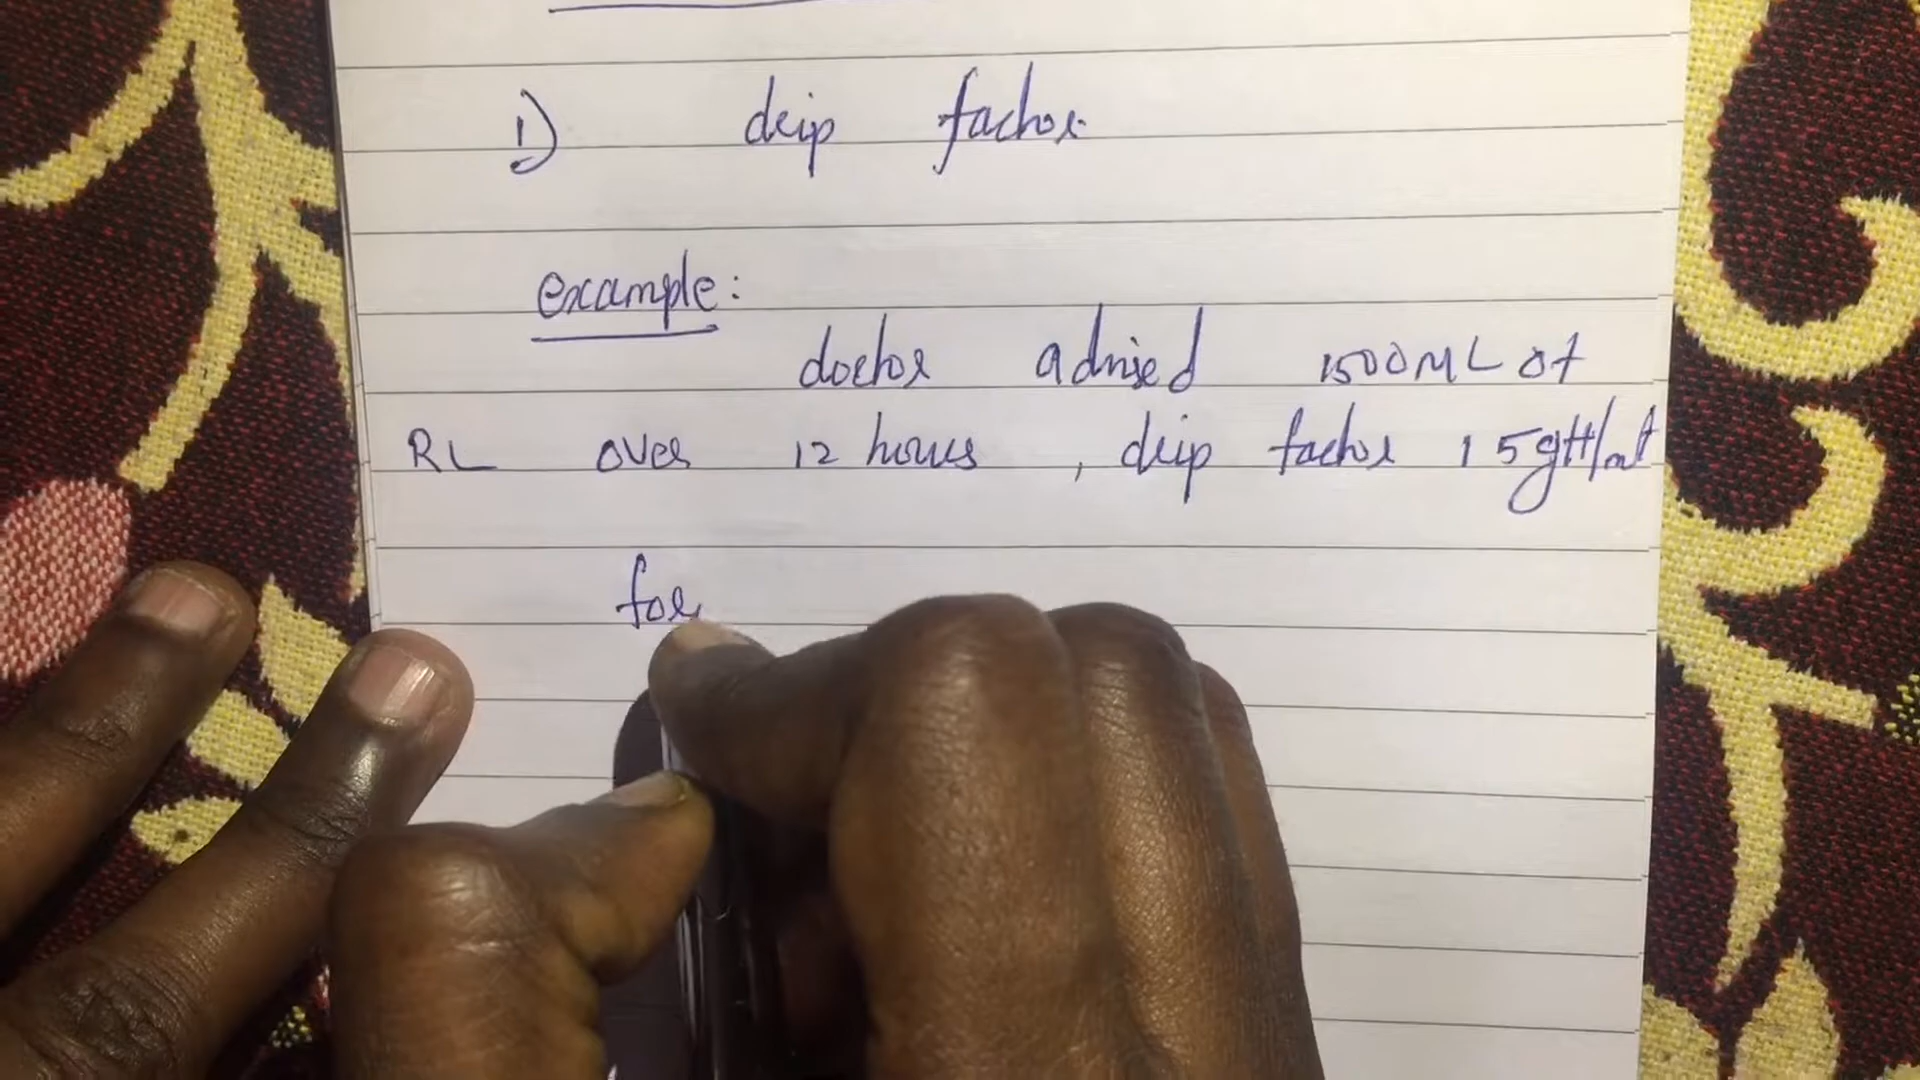 1) drip factor
example:
doctor advised 1500ML of
RL over 12 hours , drip factor 15gtt/ml
for